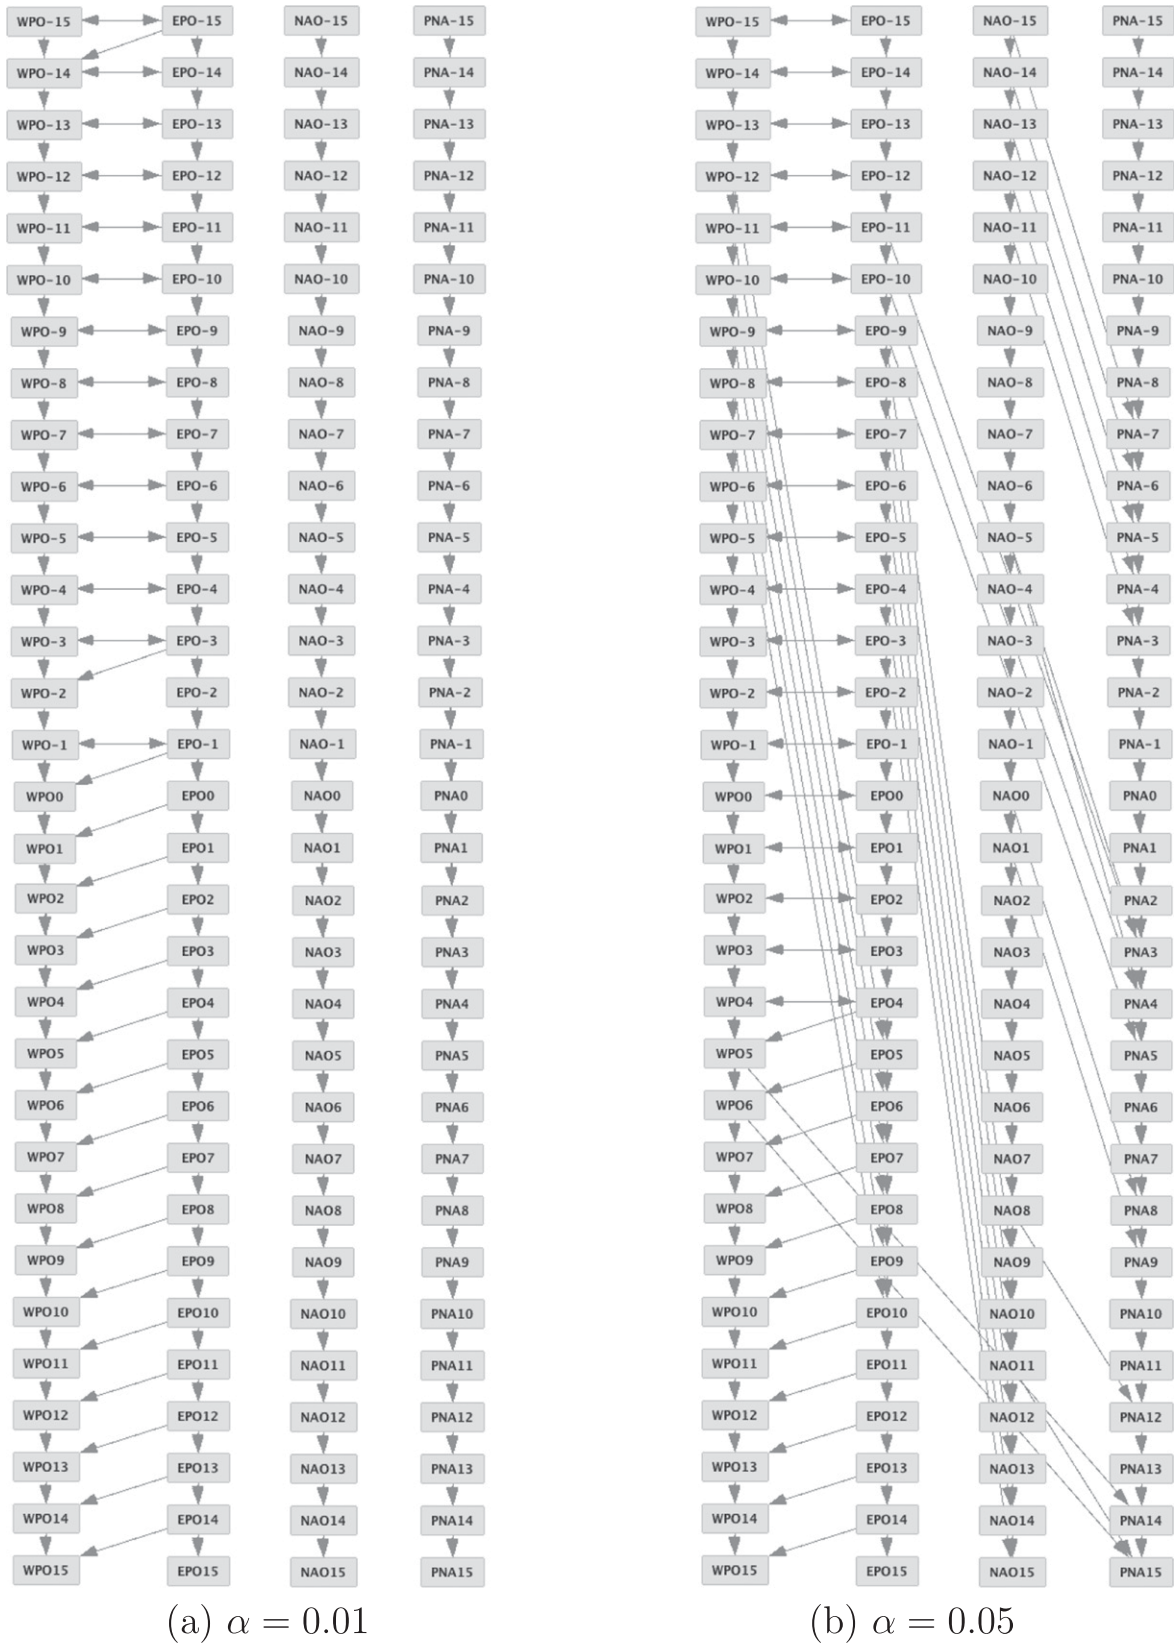 WPO-15 EPO-15 NAO-15 PNA-15 WPO-15 EPO-15 NAO-15 PNA-15
WPO-14 EPO-14 NAO-14 PNA-14 WPO-14 EPO-14 NAO-14 PNA-14
WPO-13 EPO-13 NAO-13 PNA-13 WPO-13 EPO-13 NAO-13 PNA-13
WPO-12 EPO-12 NAO-12 PNA-12 WPO-12 EPO-12 NAO-12 PNA-12
WPO-11 EPO-11 NAO-11 PNA-11 WPO-11 EPO-11 NAO-11 PNA-11
WPO-10 EPO-10 NAO-10 PNA-10 WPO-10 EPO-10 NAO-10 PNA-10
WPO-9 EPO-9 NAO-9 PNA-9 WPO-9 EPO-9 NAO-9 PNA-9
WPO-8 EPO-8 NAO-8 PNA-8 WPO-8 EPO-8 NAO-8 PNA-8
WPO-7 EPO-7 NAO-7 PNA-7 WPO-7 EPO-7 NAO-7 PNA-7
WPO-6 EPO-6 NAO-6 PNA-6 WPO-6 EPO-6 NAO-6 PNA-6
WPO-5 EPO-5 NAO-5 PNA-5 WPO-5 EPO-5 NAO-5 PNA-5
WPO-4 EPO-4 NAO-4 PNA-4 WPO-4 EPO-4 NAO-4 PNA-4
WPO-3 EPO-3 NAO-3 PNA-3 WPO-3 EPO-3 NAO-3 PNA-3
WPO-2 EPO-2 NAO-2 PNA-2 WPO-2 EPO-2 NAO-2 PNA-2
WPO-1 EPO-1 NAO-1 PNA-1 WPO-1 EPO-1 NAO-1 PNA-1
WPO0 EPO0 NAO0 PNA0 WPO0 EPO0 NAO0 PNA0
WPO1 EPO1 NAO1 PNA1 WPO1 EPO1 NAO1 PNA1
WPO2 EPO2 NAO2 PNA2 WPO2 EPO2 NAO2 PNA2
WPO3 EPO3 NAO3 PNA3 WPO3 EPO3 NAO3 PNA3
WPO4 EPO4 NAO4 PNA4 WPO4 EPO4 NAO4 PNA4
WPO5 EPO5 NAO5 PNA5 WPO5 EPO5 NAO5 PNA5
WPO6 EPO6 NAO6 PNA6 WPO6 EPO6 NAO6 PNA6
WPO7 EPO7 NAO7 PNA7 WPO7 EPO7 NAO7 PNA7
WPO8 EPO8 NAO8 PNA8 WPO8 EPO8 NAO8 PNA8
WPO9 EPO9 NAO9 PNA9 WPO9 EPO9 NAO9 PNA9
WPO10 EPO10 NAO10 PNA10 WPO10 EPO10 NAO10 PNA10
WPO11 EPO11 NAO11 PNA11 WPO11 EPO11 NAO11 PNA11
WPO12 EPO12 NAO12 PNA12 WPO12 EPO12 NAO12 PNA12
WPO13 EPO13 NAO13 PNA13 WPO13 EPO13 NAO13 PNA13
WPO14 EPO14 NAO14 PNA14 WPO14 EPO14 NAO14 PNA14
WPO15 EPO15 NAO15 PNA15 WPO15 EPO15 NAO15 PNA15
(a) α = 0.01 (b) α = 0.05